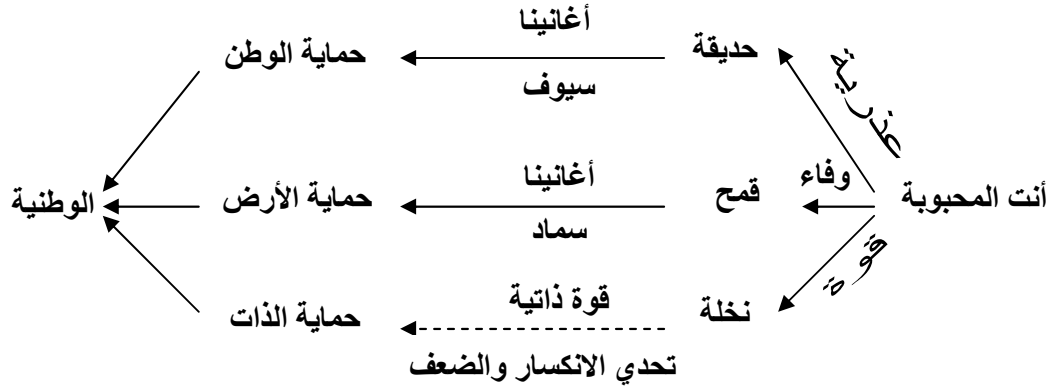 أغانينا
حديقة
حماية الوطن
سيوف
عذرية
أنت المحبوبة
وفاء
قمح
أغانينا
سماد
حماية الأرض
الوطنية
قوة
نخلة
قوة ذاتية
حماية الذات
تحدي الانكسار والضعف